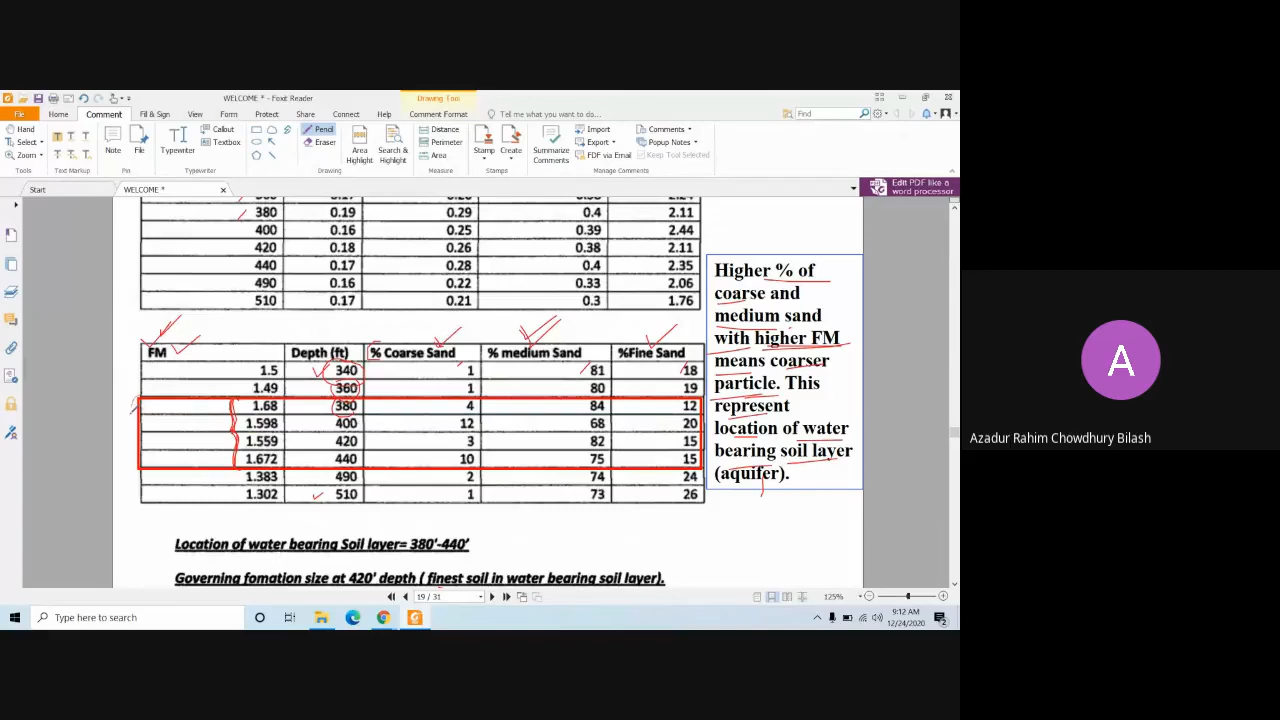 WELCOME * - Foxit Reader
Drawing Too
File Home Comment Fill & Sign Protect Share Connect Help Comment Format Tell me what you want to do... Find
Hand
Select
Zoom
Tools
Text Markup
Note
File
Pin
Typewriter
Callout
Textbox
Typewriter
Pencil
Eraser
Area Highlight
Search & Highlight
Drawing
Distance
Perimeter
Area
Measure
Stamp
Create
Stamps
Summarize Comments
Import
Export
FDF via Email
Comments
Popup Notes
Keep Tool Selected
Manage Comments
Start
WELCOME *
Edit PDF like a
word processor
380 0.19 0.29 0.4 2.11
400 0.16 0.25 0.39 2.44
420 0.18 0.26 0.38 2.11
440 0.17 0.28 0.4 2.35
490 0.16 0.22 0.33 2.06
510 0.17 0.21 0.3 1.76
FM Depth (ft) % Coarse Sand % medium Sand %Fine Sand
1.5 340 1 81 18
1.49 360 1 80 19
1.68 380 4 84 12
1.598 400 12 68 20
1.559 420 3 82 15
1.672 440 10 75 15
1.383 490 2 74 24
1.302 510 1 73 26
Higher % of
coarse and
medium sand
with higher FM
means coarser
particle. This
represent
location of water
bearing soil layer
(aquifer).
Location of water bearing Soil layer= 380'-440'
Governing fomation size at 420' depth ( finest soil in water bearing soil layer).
19 / 31
125%
Type here to search
9:12 AM
12/24/2020
2
A
Azadur Rahim Chowdhury Bilash